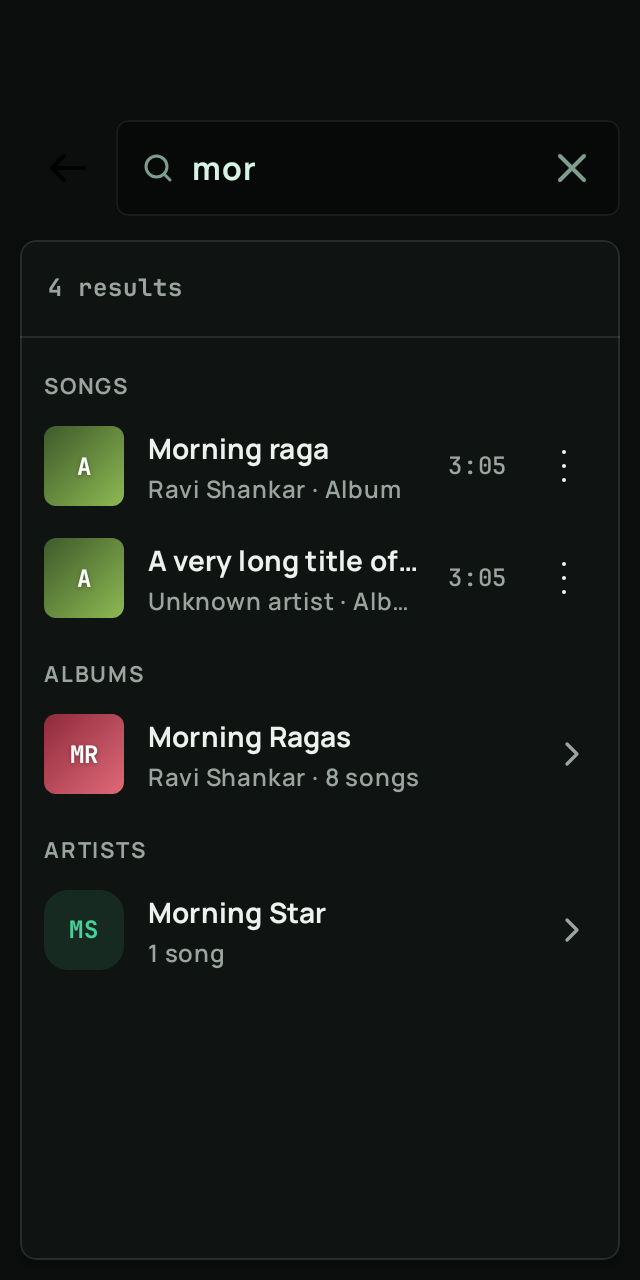 mor
4 results
SONGS
A
Morning raga
Ravi Shankar · Album
3:05
A
A very long title of…
Unknown artist · Alb…
3:05
ALBUMS
MR
Morning Ragas
Ravi Shankar · 8 songs
ARTISTS
MS
Morning Star
1 song